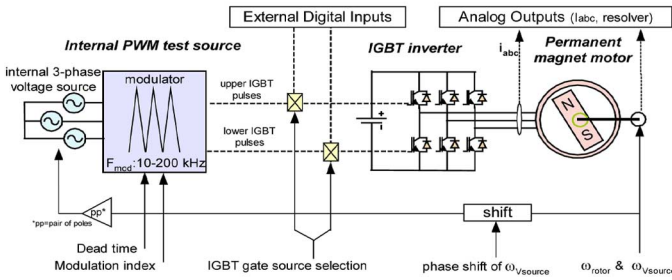 External Digital Inputs
Analog Outputs (Iabc, resolver)
Internal PWM test source
IGBT inverter
Permanent
magnet motor
iabc
internal 3-phase
voltage source
modulator
upper IGBT
pulses
lower IGBT
pulses
Fmod:10-200 kHz
N
S
pp*
*pp=pair of poles
shift
Dead time
Modulation index
IGBT gate source selection
phase shift of ωVsource
ωrotor & ωVsource